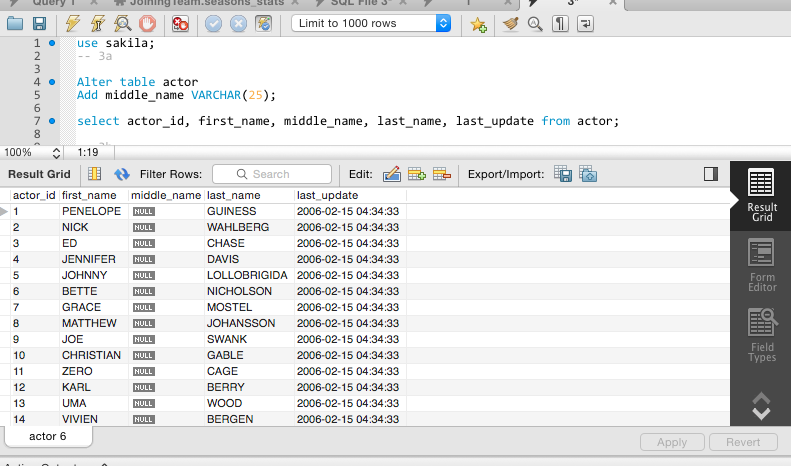 Query 1 JoiningTeam.seasons_stats SQL File 3* 1 3*
Limit to 1000 rows
1 use sakila;
2 -- 3a
3
4 Alter table actor
5 Add middle_name VARCHAR(25);
6
7 select actor_id, first_name, middle_name, last_name, last_update from actor;
8
100% 1:19
Result Grid Filter Rows: Search Edit: Export/Import:
actor_id first_name middle_name last_name last_update
1 PENELOPE NULL GUINESS 2006-02-15 04:34:33
2 NICK NULL WAHLBERG 2006-02-15 04:34:33
3 ED NULL CHASE 2006-02-15 04:34:33
4 JENNIFER NULL DAVIS 2006-02-15 04:34:33
5 JOHNNY NULL LOLLOBRIGIDA 2006-02-15 04:34:33
6 BETTE NULL NICHOLSON 2006-02-15 04:34:33
7 GRACE NULL MOSTEL 2006-02-15 04:34:33
8 MATTHEW NULL JOHANSSON 2006-02-15 04:34:33
9 JOE NULL SWANK 2006-02-15 04:34:33
10 CHRISTIAN NULL GABLE 2006-02-15 04:34:33
11 ZERO NULL CAGE 2006-02-15 04:34:33
12 KARL NULL BERRY 2006-02-15 04:34:33
13 UMA NULL WOOD 2006-02-15 04:34:33
14 VIVIEN NULL BERGEN 2006-02-15 04:34:33
Result
Grid
Form
Editor
Field
Types
actor 6
Apply Revert